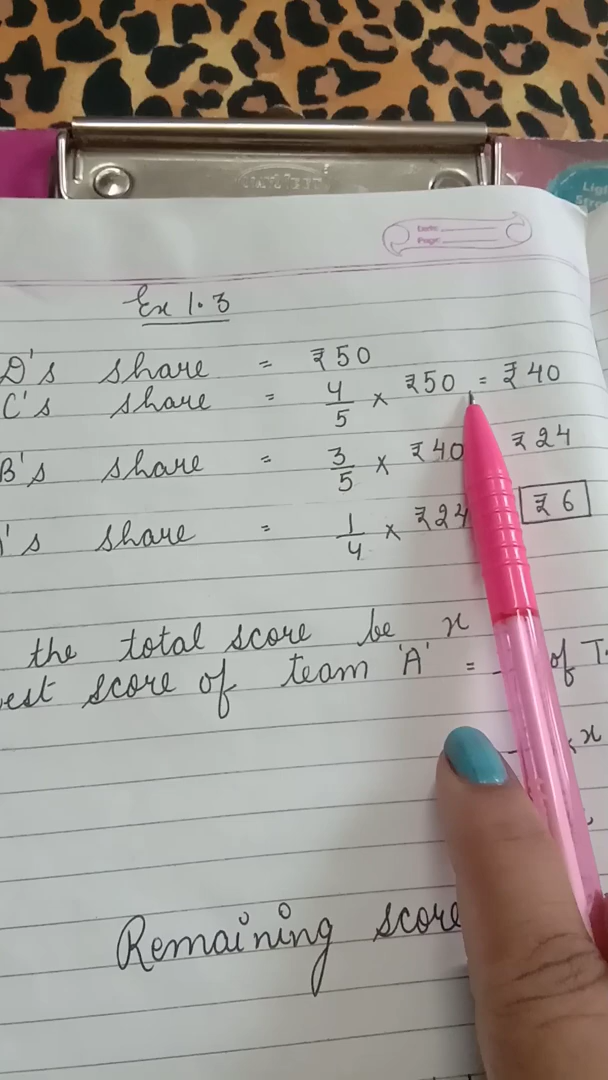 Date:
Page:
Ex 1.3
D's share = ₹50
C's share = 4/5 × ₹50 = ₹40
B's share = 3/5 × ₹40 ₹24
's share = 1/4 × ₹24 ₹6
the total score be x
est score of team 'A' = of T.
x
Remaining score